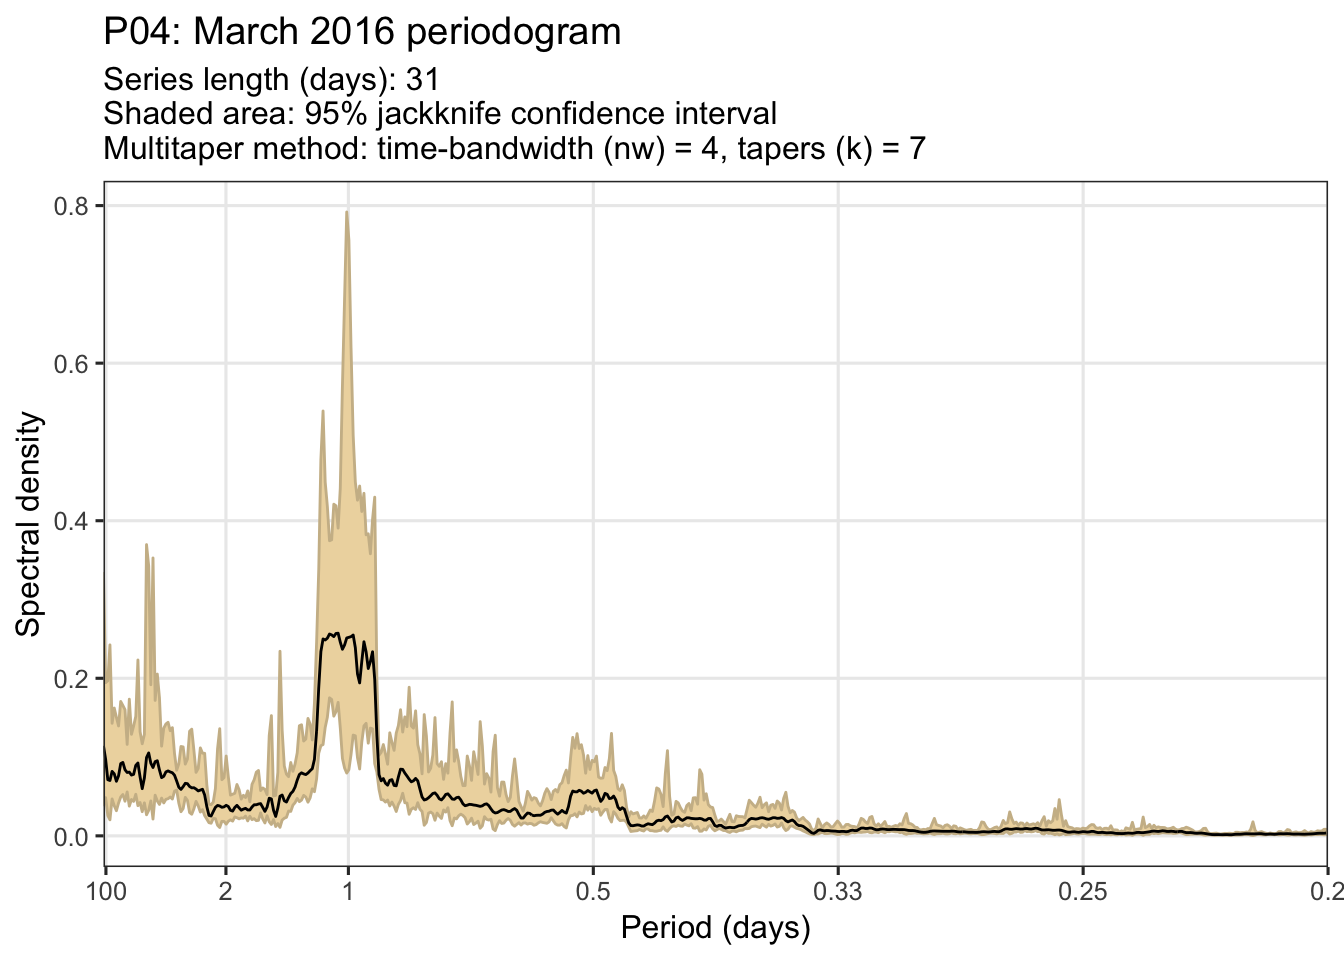 P04: March 2016 periodogram
Series length (days): 31
Shaded area: 95% jackknife confidence interval
Multitaper method: time-bandwidth (nw) = 4, tapers (k) = 7
Spectral density
0.8
0.6
0.4
0.2
0.0
100 2 1 0.5 0.33 0.25 0.2
Period (days)